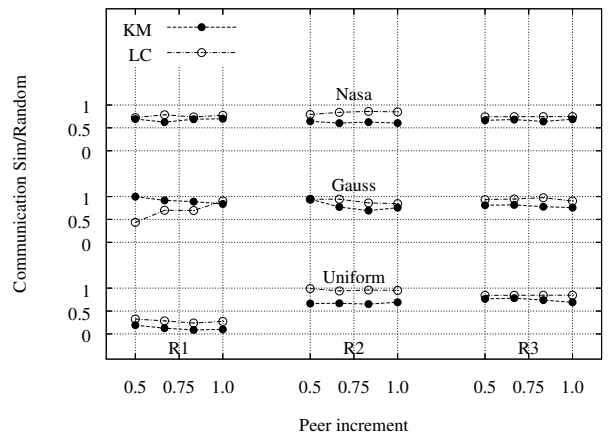 KM
LC
Communication Sim/Random
Nasa
1
0.5
0
Gauss
1
0.5
0
Uniform
1
0.5
0
R1 R2 R3
0.5 0.75 1.0 0.5 0.75 1.0 0.5 0.75 1.0
Peer increment